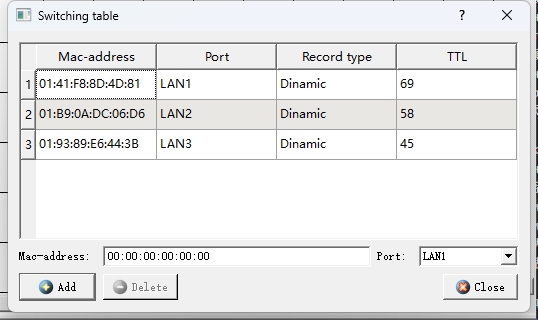 Switching table
Mac-address Port Record type TTL
1 01:41:F8:8D:4D:81 LAN1 Dinamic 69
2 01:B9:0A:DC:06:D6 LAN2 Dinamic 58
3 01:93:89:E6:44:3B LAN3 Dinamic 45
Mac-address: 00:00:00:00:00:00 Port: LAN1
Add Delete Close